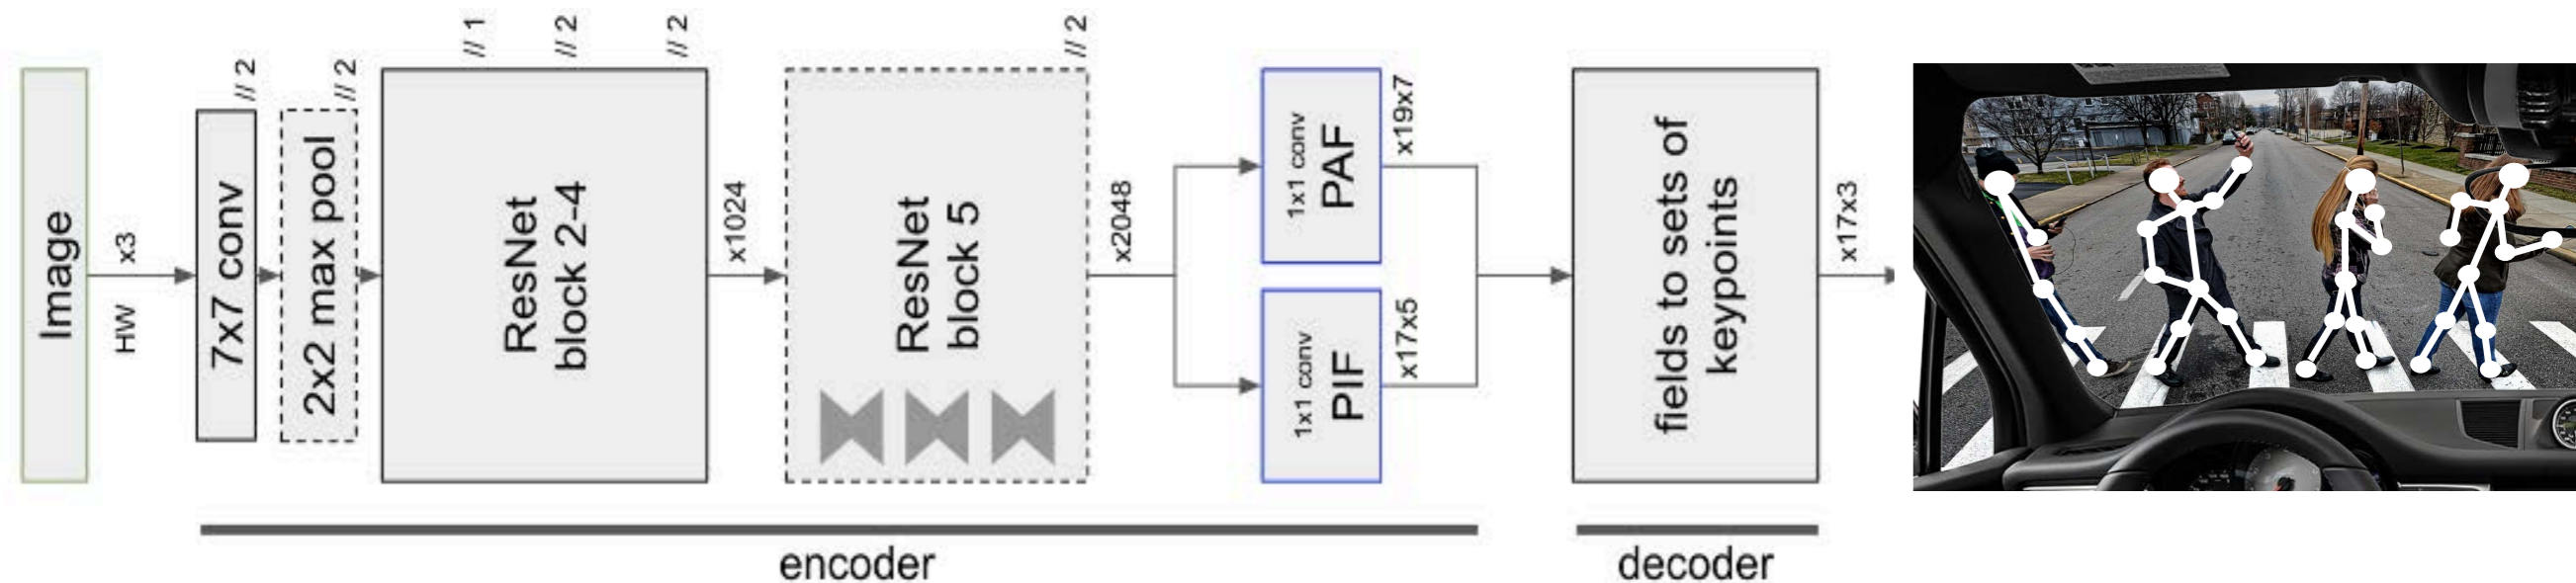 Image
HW
x3
7x7 conv
// 2
2x2 max pool
// 2
ResNet
block 2-4
// 1
// 2
// 2
x1024
ResNet
block 5
// 2
x2048
1x1 conv
PAF
x19x7
1x1 conv
PIF
x17x5
fields to sets of
keypoints
x17x3
encoder
decoder